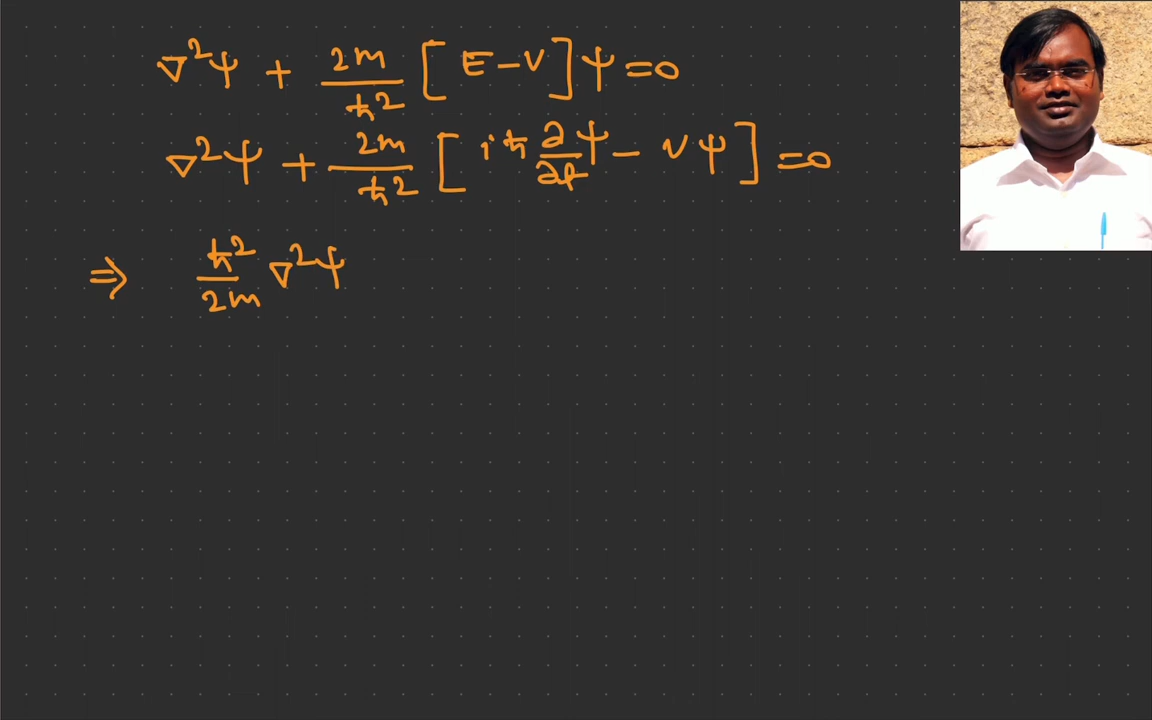 ∇²ψ + 2m/ħ² [E - V] ψ = 0
∇²ψ + 2m/ħ² [iħ ∂/∂t ψ - Vψ] = 0
⇒ ħ²/2m ∇²ψ